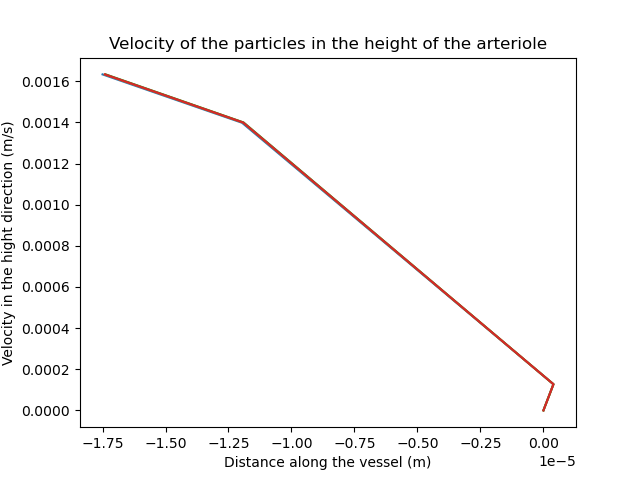 Velocity of the particles in the height of the arteriole
Velocity in the hight direction (m/s)
0.0016
0.0014
0.0012
0.0010
0.0008
0.0006
0.0004
0.0002
0.0000
−1.75 −1.50 −1.25 −1.00 −0.75 −0.50 −0.25 0.00
1e−5
Distance along the vessel (m)